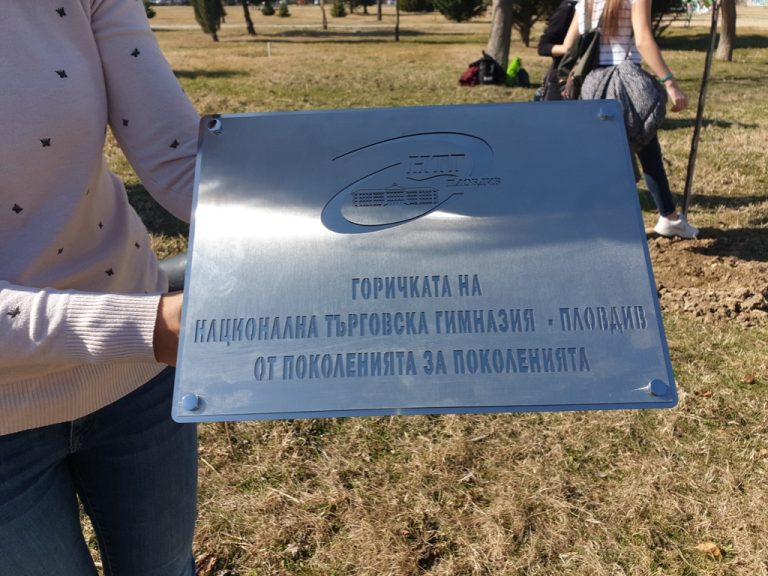 НТГ
ПЛОВДИВ
ГОРИЧКАТА НА
НАЦИОНАЛНА ТЪРГОВСКА ГИМНАЗИЯ - ПЛОВДИВ
ОТ ПОКОЛЕНИЯТА ЗА ПОКОЛЕНИЯТА